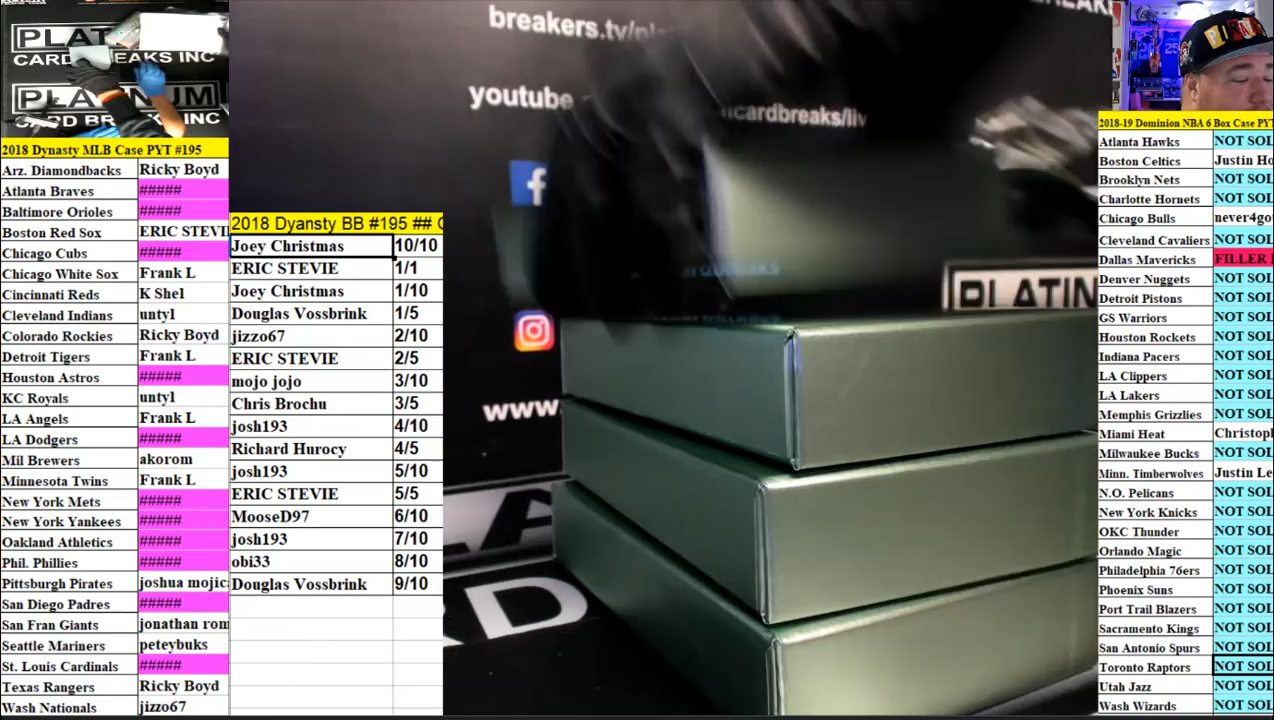 PLAT
CARD BREAKS INC
PLATINUM
CARD BREAKS INC
2018 Dynasty MLB Case PYT #195
Arz. Diamondbacks Ricky Boyd
Atlanta Braves #####
Baltimore Orioles #####
Boston Red Sox ERIC STEVI
Chicago Cubs #####
Chicago White Sox Frank L
Cincinnati Reds K Shel
Cleveland Indians untyl
Colorado Rockies Ricky Boyd
Detroit Tigers Frank L
Houston Astros #####
KC Royals untyl
LA Angels Frank L
LA Dodgers #####
Mil Brewers akorom
Minnesota Twins Frank L
New York Mets #####
New York Yankees #####
Oakland Athletics #####
Phil. Phillies #####
Pittsburgh Pirates joshua mojica
San Diego Padres #####
San Fran Giants jonathan rom
Seattle Mariners peteybuks
St. Louis Cardinals #####
Texas Rangers Ricky Boyd
Wash Nationals jizzo67
2018 Dyansty BB #195 ##
Joey Christmas 10/10
ERIC STEVIE 1/1
Joey Christmas 1/10
Douglas Vossbrink 1/5
jizzo67 2/10
ERIC STEVIE 2/5
mojo jojo 3/10
Chris Brochu 3/5
josh193 4/10
Richard Hurocy 4/5
josh193 5/10
ERIC STEVIE 5/5
MooseD97 6/10
josh193 7/10
obi33 8/10
Douglas Vossbrink 9/10
breakers.tv/pl
youtube
cardbreaks/liv
f
www.
PLATINU
LA
RD
2018-19 Dominion NBA 6 Box Case PYT
Atlanta Hawks NOT SOL
Boston Celtics Justin Ho
Brooklyn Nets NOT SOL
Charlotte Hornets NOT SOL
Chicago Bulls never4go
Cleveland Cavaliers NOT SOL
Dallas Mavericks FILLER
Denver Nuggets NOT SOL
Detroit Pistons NOT SOL
GS Warriors NOT SOL
Houston Rockets NOT SOL
Indiana Pacers NOT SOL
LA Clippers NOT SOL
LA Lakers NOT SOL
Memphis Grizzlies NOT SOL
Miami Heat Christoph
Milwaukee Bucks NOT SOL
Minn. Timberwolves Justin Le
N.O. Pelicans NOT SOL
New York Knicks NOT SOL
OKC Thunder NOT SOL
Orlando Magic NOT SOL
Philadelphia 76ers NOT SOL
Phoenix Suns NOT SOL
Port Trail Blazers NOT SOL
Sacramento Kings NOT SOL
San Antonio Spurs NOT SOL
Toronto Raptors NOT SOL
Utah Jazz NOT SOL
Wash Wizards NOT SOL